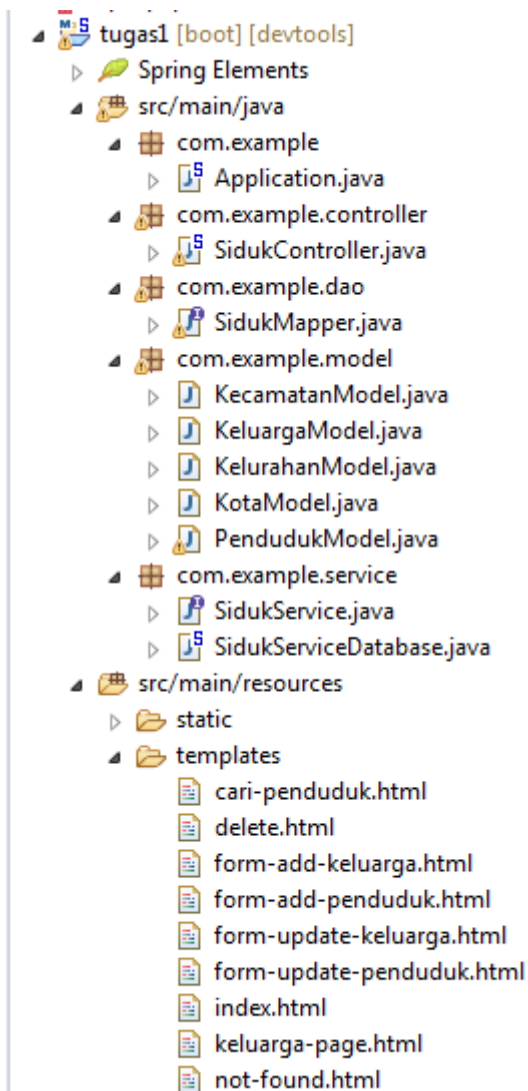 tugas1 [boot] [devtools]
Spring Elements
src/main/java
com.example
Application.java
com.example.controller
SidukController.java
com.example.dao
SidukMapper.java
com.example.model
KecamatanModel.java
KeluargaModel.java
KelurahanModel.java
KotaModel.java
PendudukModel.java
com.example.service
SidukService.java
SidukServiceDatabase.java
src/main/resources
static
templates
cari-penduduk.html
delete.html
form-add-keluarga.html
form-add-penduduk.html
form-update-keluarga.html
form-update-penduduk.html
index.html
keluarga-page.html
not-found.html